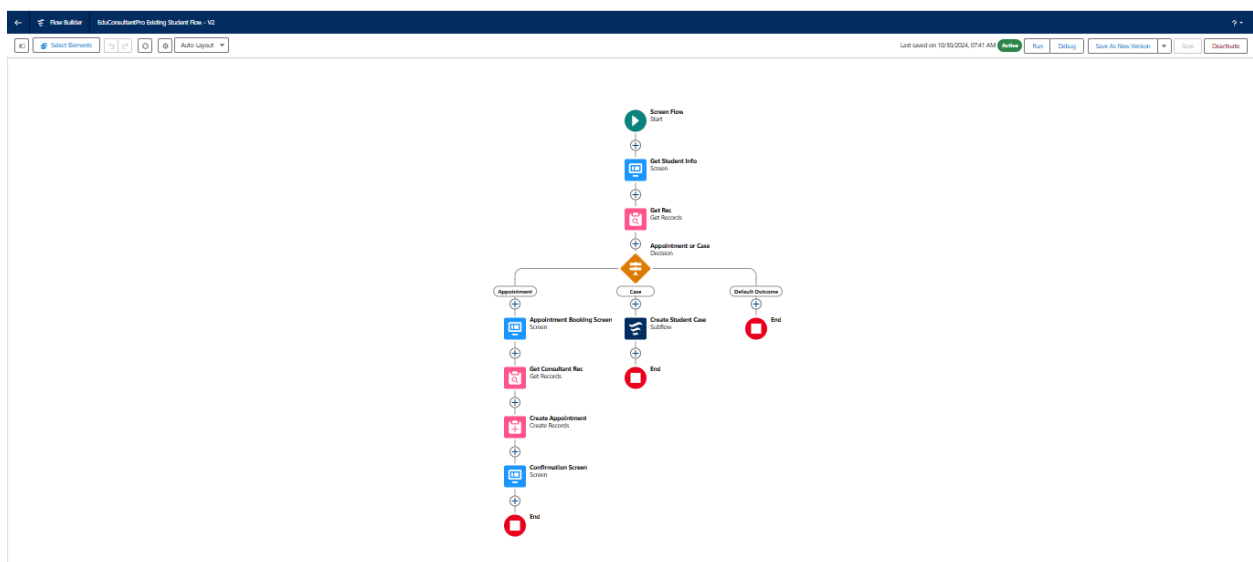 Flow Builder
EduConsultantPro Existing Student Flow - V2
?
Select Elements
Auto Layout
Last saved on 10/30/2024, 07:41 AM
Active
Run
Debug
Save As New Version
Save
Deactivate
Screen Flow
Start
Get Student Info
Screen
Get Rec
Get Records
Appointment or Case
Decision
Appointment
Case
Default Outcome
Appointment Booking Screen
Screen
Create Student Case
Subflow
End
Get Consultant Rec
Get Records
End
Create Appointment
Create Records
Confirmation Screen
Screen
End